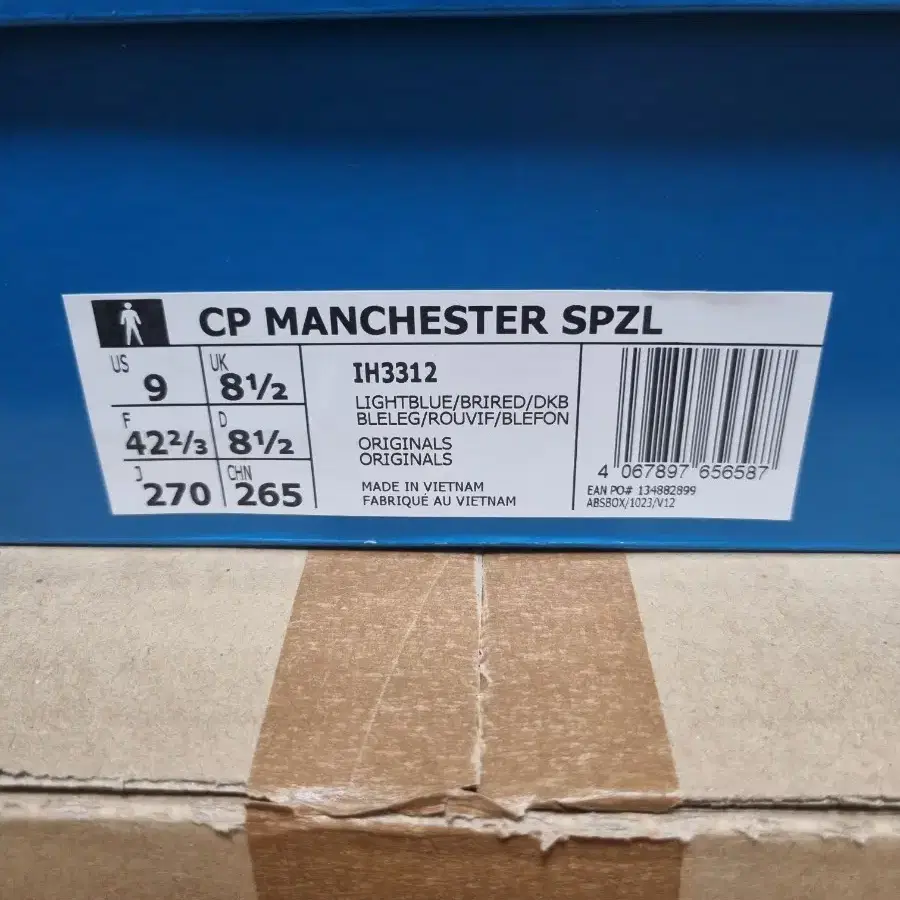 CP MANCHESTER SPZL
US 9 UK 8½
F 42⅔ D 8½
J 270 CHN 265
IH3312
LIGHTBLUE/BRIRED/DKB
BLELEG/ROUVIF/BLEFON
ORIGINALS
ORIGINALS
MADE IN VIETNAM
FABRIQUÉ AU VIETNAM
4 067897 656587
EAN PO# 134882899
ABSBOX/1023/V12